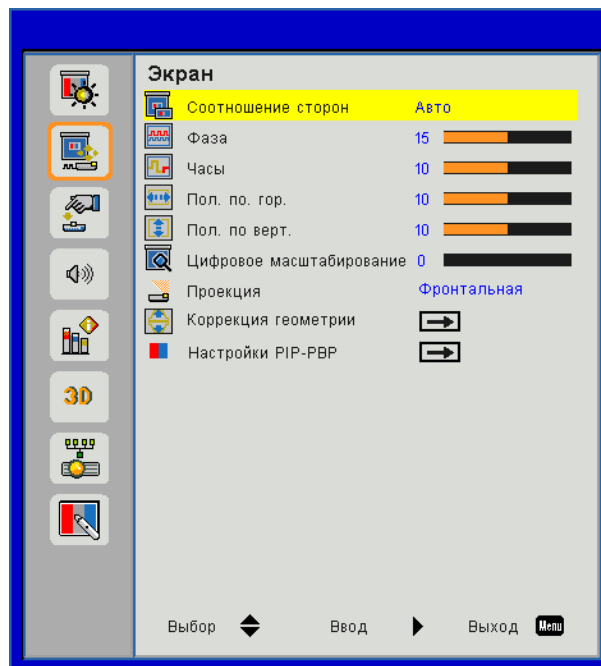 Экран
Соотношение сторон Авто
Фаза 15
Часы 10
Пол. по. гор. 10
Пол. по верт. 10
Цифровое масштабирование 0
Проекция Фронтальная
Коррекция геометрии
Настройки PIP-PBP
3D
Выбор Ввод Выход Menu